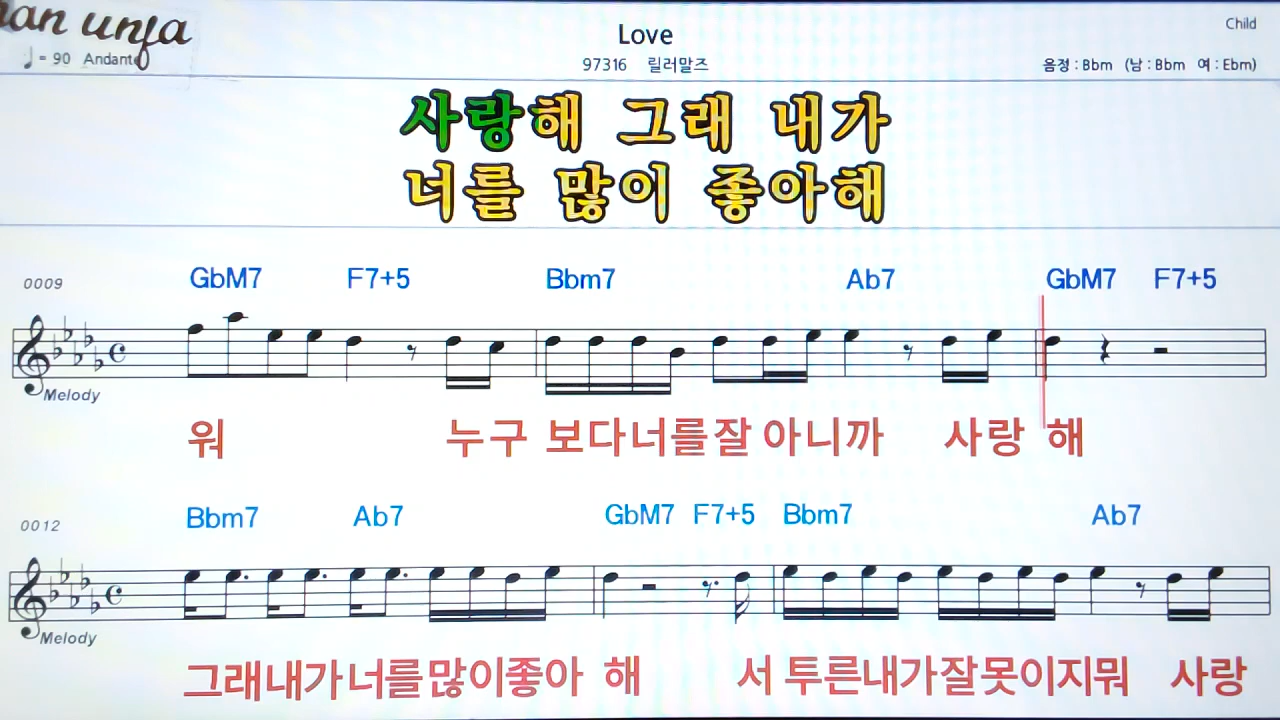 Love
Child
♩= 90 Andante
97316 릴러말즈
음정 : Bbm (남 : Bbm 여 : Ebm)
사랑해 그래 내가
너를 많이 좋아해
0009
GbM7 F7+5 Bbm7 Ab7 GbM7 F7+5
Melody
워 누구 보다너를잘 아니까 사랑 해
0012
Bbm7 Ab7 GbM7 F7+5 Bbm7 Ab7
Melody
그래내가너를많이좋아 해 서 투른내가잘못이지뭐 사랑